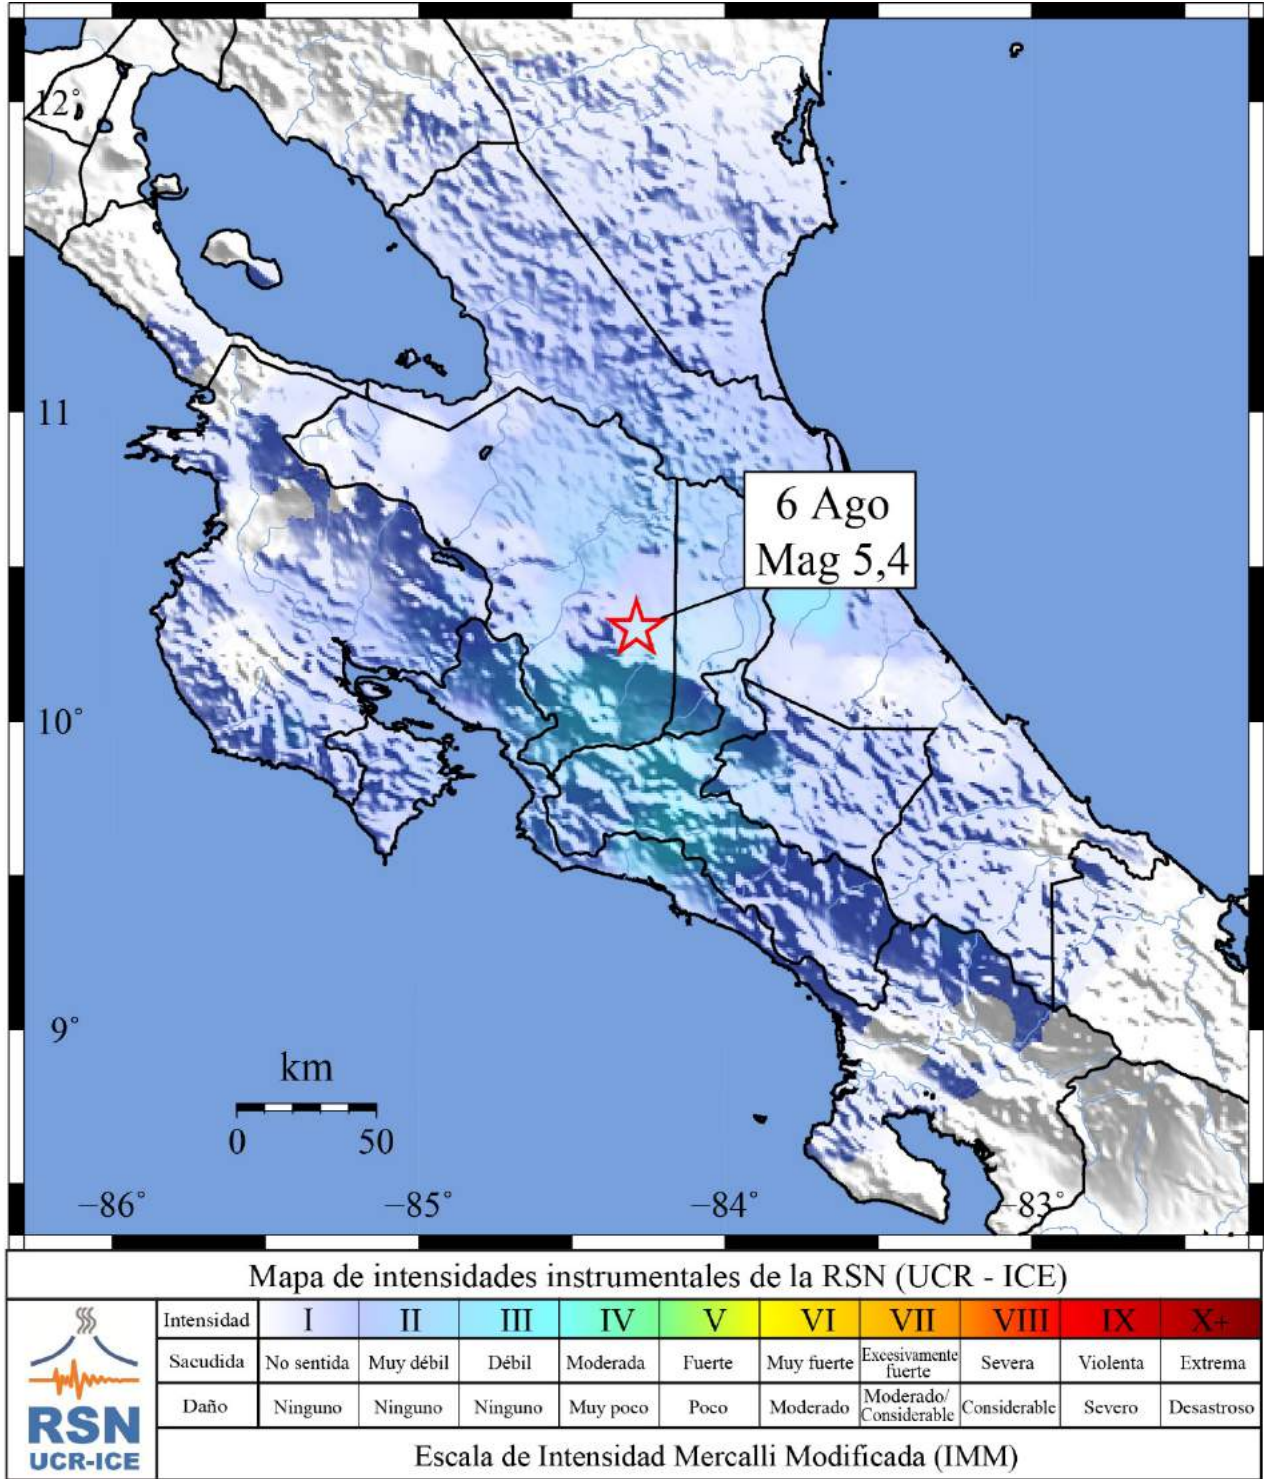 12°
11
10°
9°
6 Ago
Mag 5,4
km
0 50
−86° −85° −84° −83°
Mapa de intensidades instrumentales de la RSN (UCR - ICE)
Intensidad I II III IV V VI VII VIII IX X+
Sacudida No sentida Muy débil Débil Moderada Fuerte Muy fuerte Excesivamente fuerte Severa Violenta Extrema
Daño Ninguno Ninguno Ninguno Muy poco Poco Moderado Moderado/ Considerable Considerable Severo Desastroso
Escala de Intensidad Mercalli Modificada (IMM)
RSN
UCR-ICE